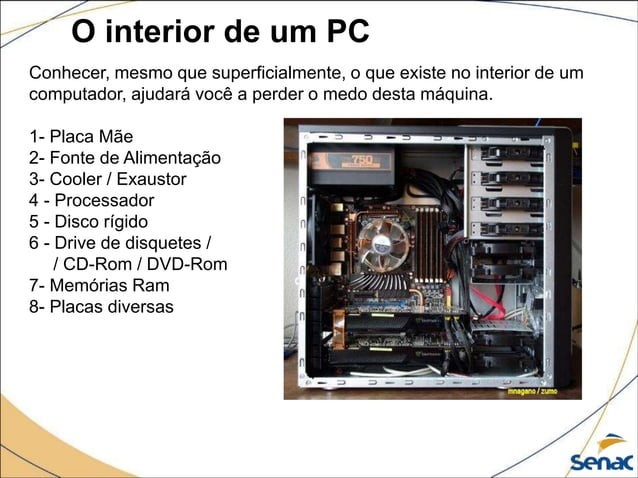 O interior de um PC
Conhecer, mesmo que superficialmente, o que existe no interior de um
computador, ajudará você a perder o medo desta máquina.
1- Placa Mãe
2- Fonte de Alimentação
3- Cooler / Exaustor
4 - Processador
5 - Disco rígido
6 - Drive de disquetes /
/ CD-Rom / DVD-Rom
7- Memórias Ram
8- Placas diversas
750
mnagano / zumo
Senac